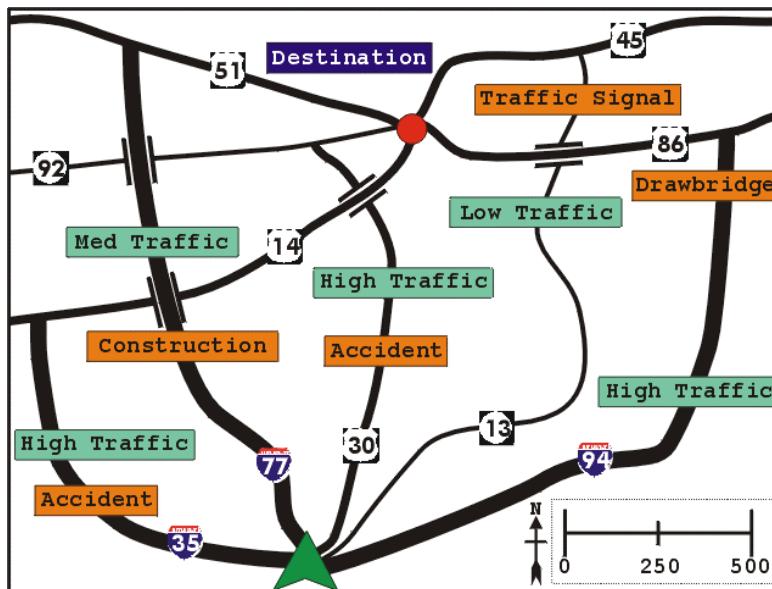 45
51
Destination
Traffic Signal
86
92
Drawbridge
Low Traffic
Med Traffic
14
High Traffic
Construction
Accident
High Traffic
High Traffic
13
30
77
94
Accident
N
35
0 250 500